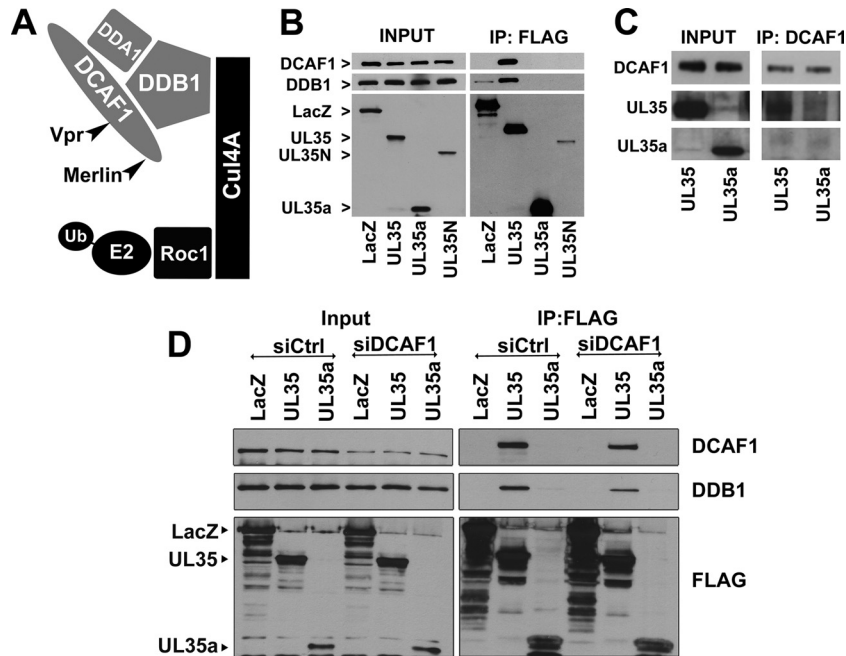 A
DDA1
DCAF1
DDB1
Vpr
Merlin
Cul4A
Ub
E2
Roc1
B
INPUT
IP: FLAG
DCAF1 >
DDB1 >
LacZ >
UL35 >
UL35N >
UL35a >
LacZ
UL35
UL35a
UL35N
LacZ
UL35
UL35a
UL35N
C
INPUT
IP: DCAF1
DCAF1
UL35
UL35a
UL35
UL35a
UL35
UL35a
D
Input
IP:FLAG
siCtrl
siDCAF1
siCtrl
siDCAF1
LacZ
UL35
UL35a
LacZ
UL35
UL35a
LacZ
UL35
UL35a
LacZ
UL35
UL35a
DCAF1
DDB1
LacZ
UL35
UL35a
FLAG